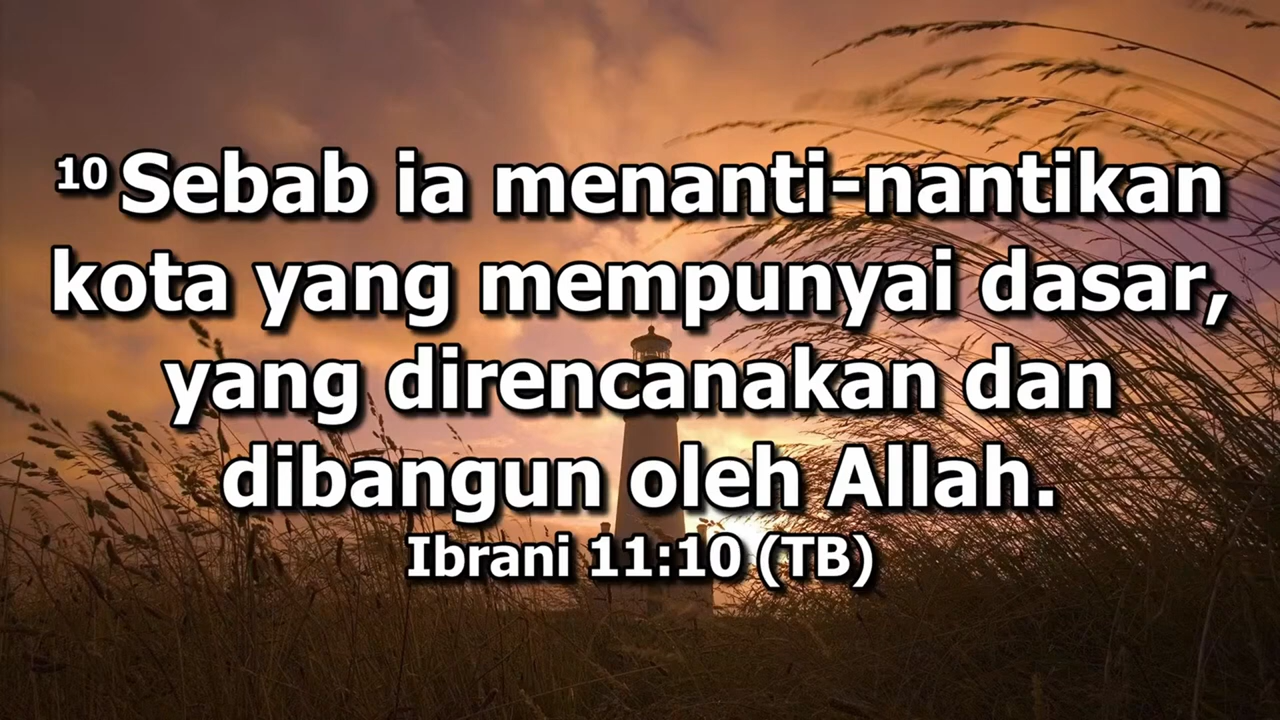 10 Sebab ia menanti-nantikan
kota yang mempunyai dasar,
yang direncanakan dan
dibangun oleh Allah.
Ibrani 11:10 (TB)